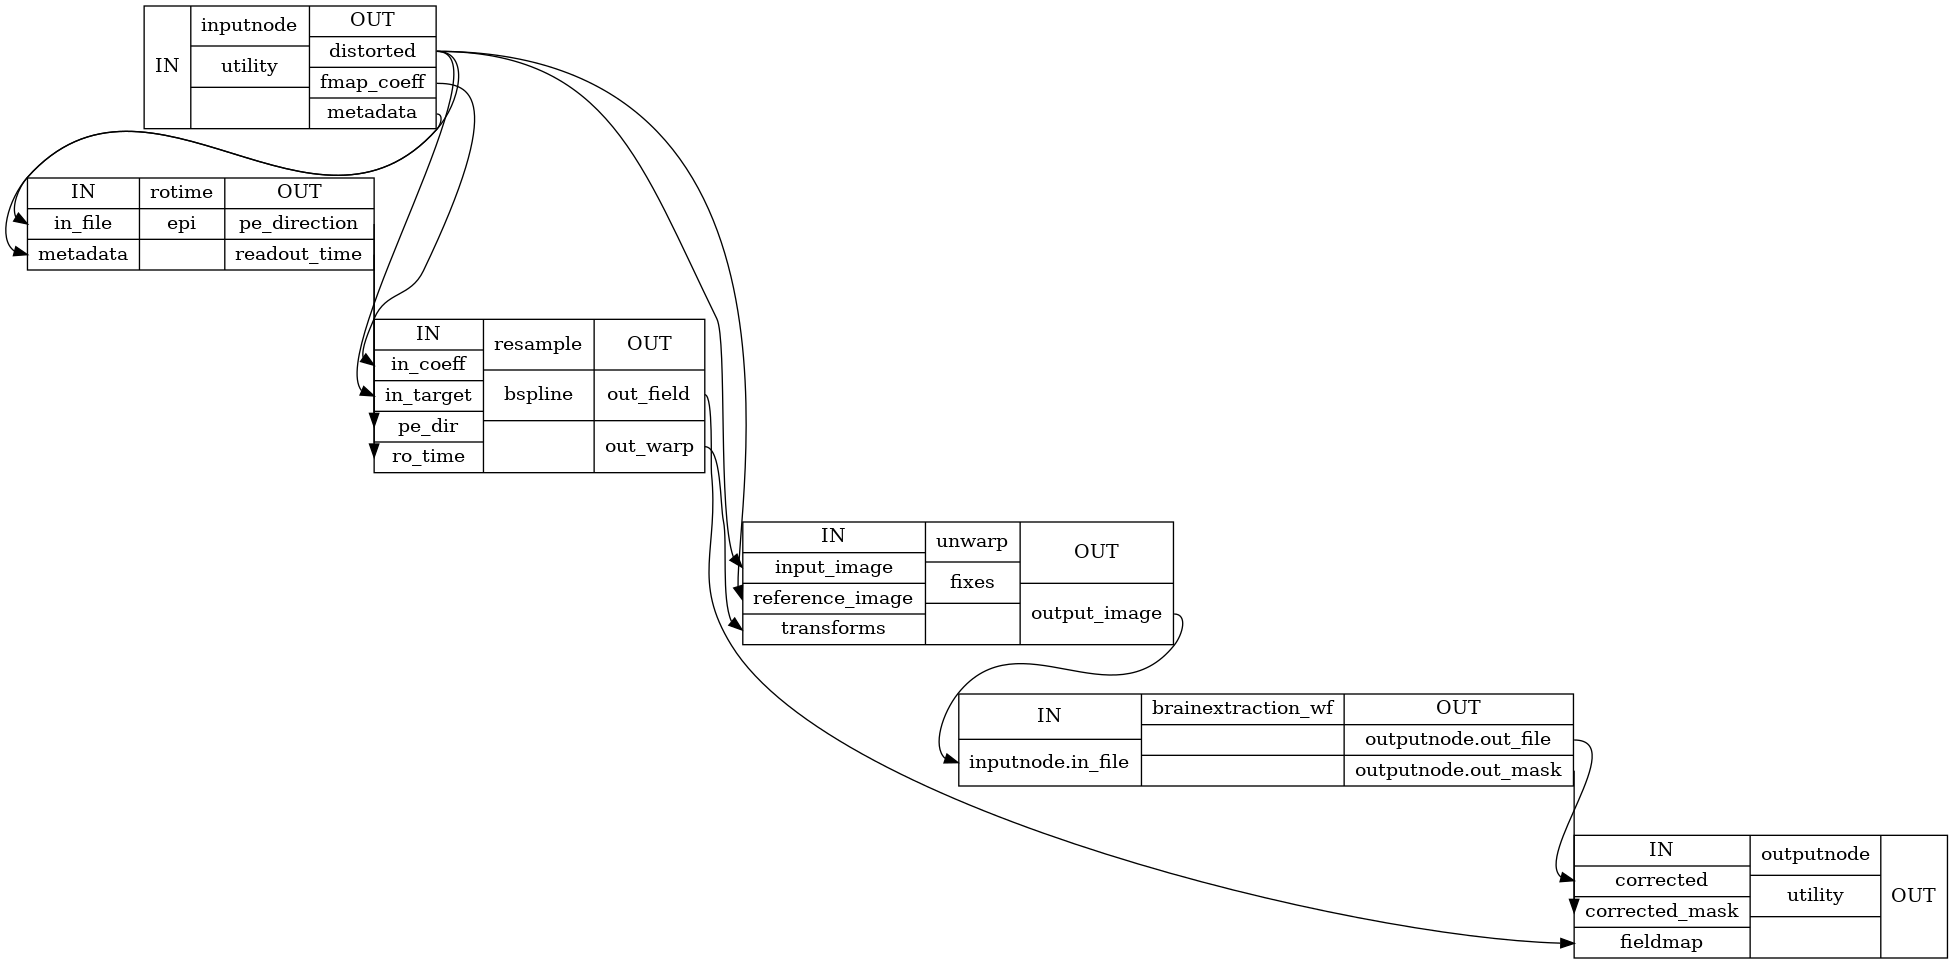 IN
inputnode
utility
OUT
distorted
fmap_coeff
metadata
IN
in_file
metadata
rotime
epi
OUT
pe_direction
readout_time
IN
in_coeff
in_target
pe_dir
ro_time
resample
bspline
OUT
out_field
out_warp
IN
input_image
reference_image
transforms
unwarp
fixes
OUT
output_image
IN
inputnode.in_file
brainextraction_wf
OUT
outputnode.out_file
outputnode.out_mask
IN
corrected
corrected_mask
fieldmap
outputnode
utility
OUT